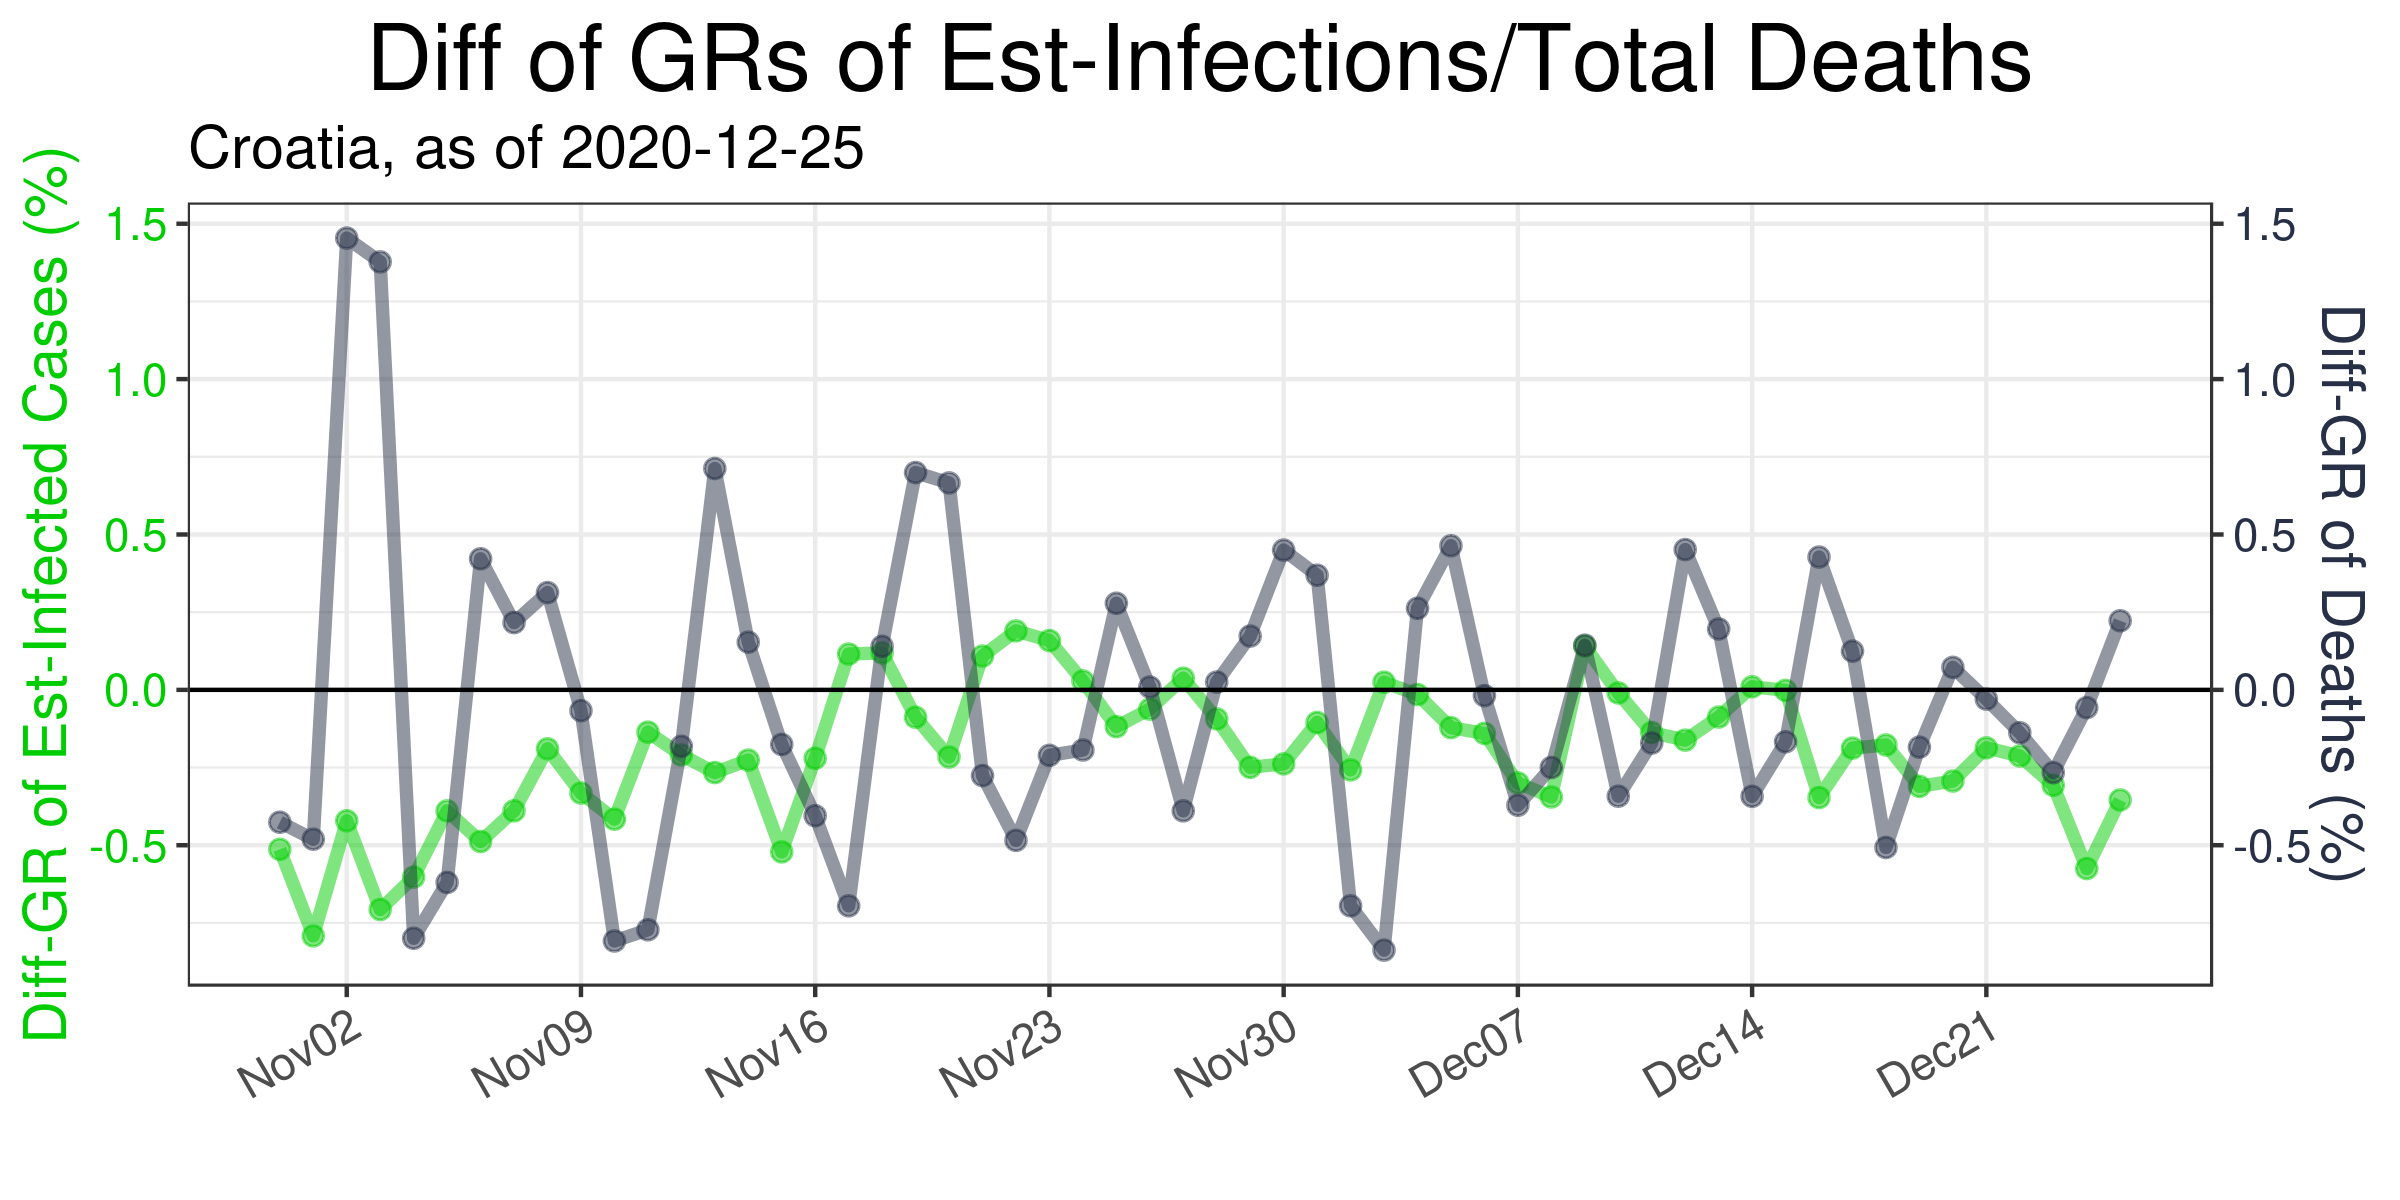 Diff of GRs of Est-Infections/Total Deaths
Croatia, as of 2020-12-25
Diff-GR of Est-Infected Cases (%)
1.5
1.0
0.5
0.0
-0.5
1.5
1.0
0.5
0.0
-0.5
Diff-GR of Deaths (%)
Nov02
Nov09
Nov16
Nov23
Nov30
Dec07
Dec14
Dec21